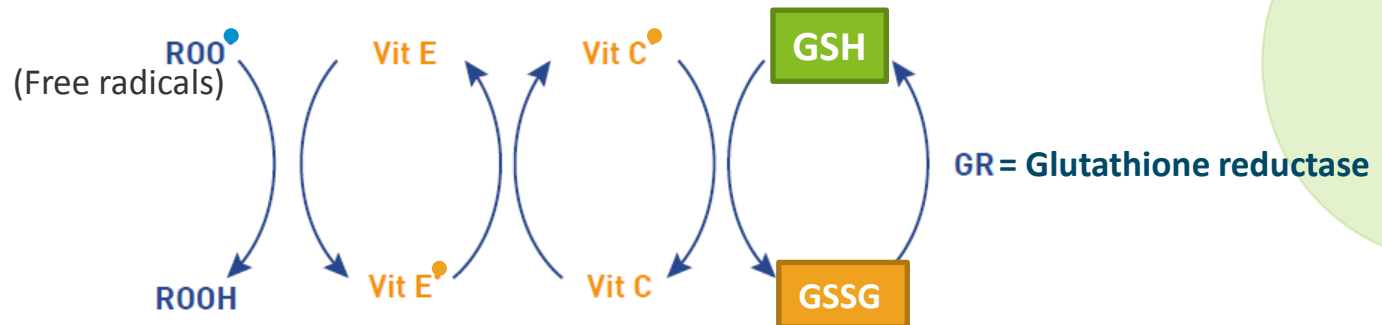 ROO•
(Free radicals)
Vit E
Vit C•
GSH
GR = Glutathione reductase
ROOH
Vit E•
Vit C
GSSG